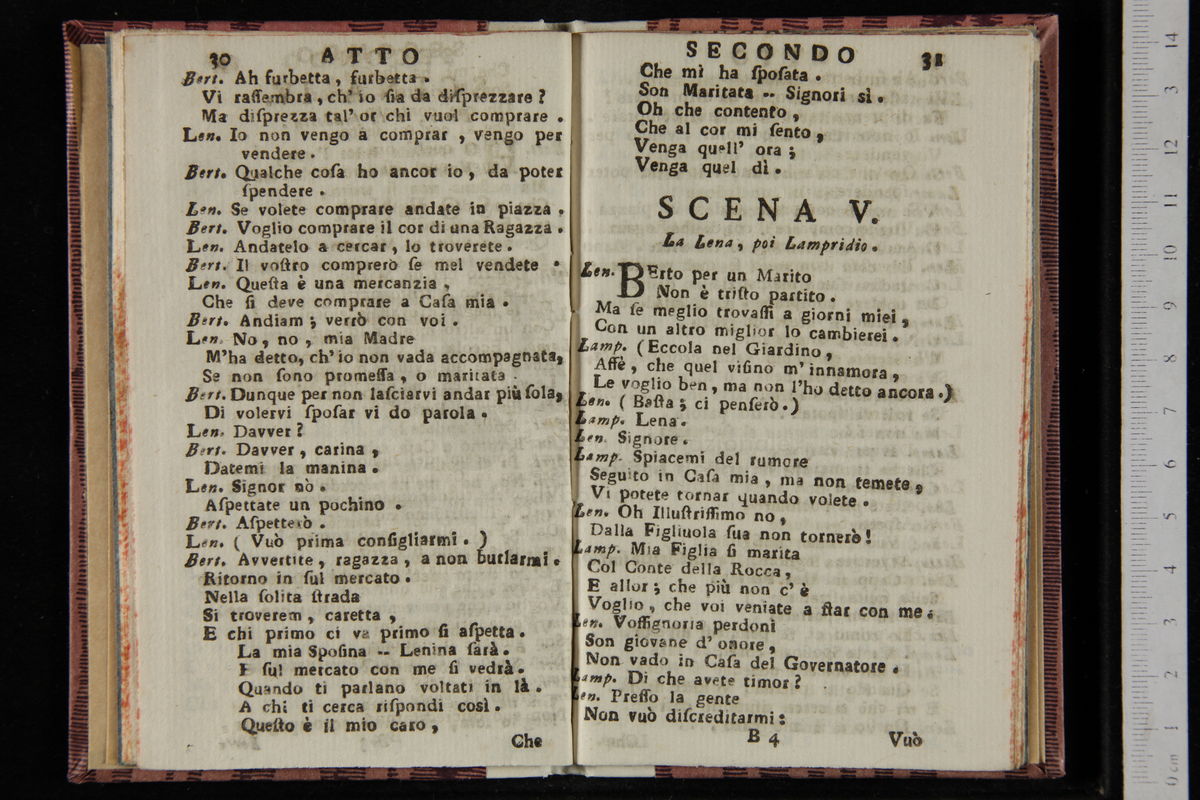 30 ATTO
Bert. Ah furbetta, furbetta.
Vi raſſembra, ch' io ſia da diſprezzare?
Ma diſprezza tal' or chi vuol comprare.
Len. Io non vengo a comprar, vengo per
vendere.
Bert. Qualche coſa ho ancor io, da poter
ſpendere.
Len. Se volete comprare andate in piazza.
Bert. Voglio comprare il cor di una Ragazza.
Len. Andatelo a cercar, lo troverete.
Bert. Il voſtro comprerò ſe mel vendete.
Len. Queſta è una mercanzia,
Che ſi deve comprare a Caſa mia.
Bert. Andiam; verrò con voi.
Len. No, no, mia Madre
M'ha detto, ch' io non vada accompagnata,
Se non ſono promeſſa, o maritata.
Bert. Dunque per non laſciarvi andar più ſola,
Di volervi ſpoſar vi do parola.
Len. Davver?
Bert. Davver, carina,
Datemi la manina.
Len. Signor nò.
Aſpettate un pochino.
Bert. Aſpetterò.
Len. (Vuò prima conſigliarmi.)
Bert. Avvertite, ragazza, a non burlarmi.
Ritorno in ſul mercato.
Nella ſolita ſtrada
Si troverem, caretta,
E chi primo ci va primo ſi aſpetta.
La mia Spoſina -- Lenina ſarà.
E ſul mercato con me ſi vedrà.
Quando ti parlano voltati in là.
A chi ti cerca riſpondi così.
Queſto è il mio caro,
Che
SECONDO 31
Che mi ha ſpoſata.
Son Maritata -- Signori sì.
Oh che contento,
Che al cor mi ſento,
Venga quell' ora;
Venga quel dì.
SCENA V.
La Lena, poi Lampridio.
Len. BErto per un Marito
Non è triſto partito.
Ma ſe meglio trovaſſi a giorni miei,
Con un altro miglior lo cambierei.
Lamp. (Eccola nel Giardino,
Affè, che quel viſino m' innamora,
Le voglio ben, ma non l'ho detto ancora.)
Len. (Baſta; ci penſerò.)
Lamp. Lena.
Len. Signore.
Lamp. Spiacemi del rumore
Seguito in Caſa mia, ma non temete,
Vi potete tornar quando volete.
Len. Oh Illuſtriſſimo no,
Dalla Figliuola ſua non tornerò!
Lamp. Mia Figlia ſi marita
Col Conte della Rocca,
E allor; che più non c' è
Voglio, che voi veniate a ſtar con me.
Len. Voſſignoria perdoni
Son giovane d' onore,
Non vado in Caſa del Governatore.
Lamp. Di che avete timor?
Len. Preſſo la gente
Non vuò diſcreditarmi:
B 4 Vuò
14
13
12
11
10
9
8
7
6
5
4
3
2
1
0 cm